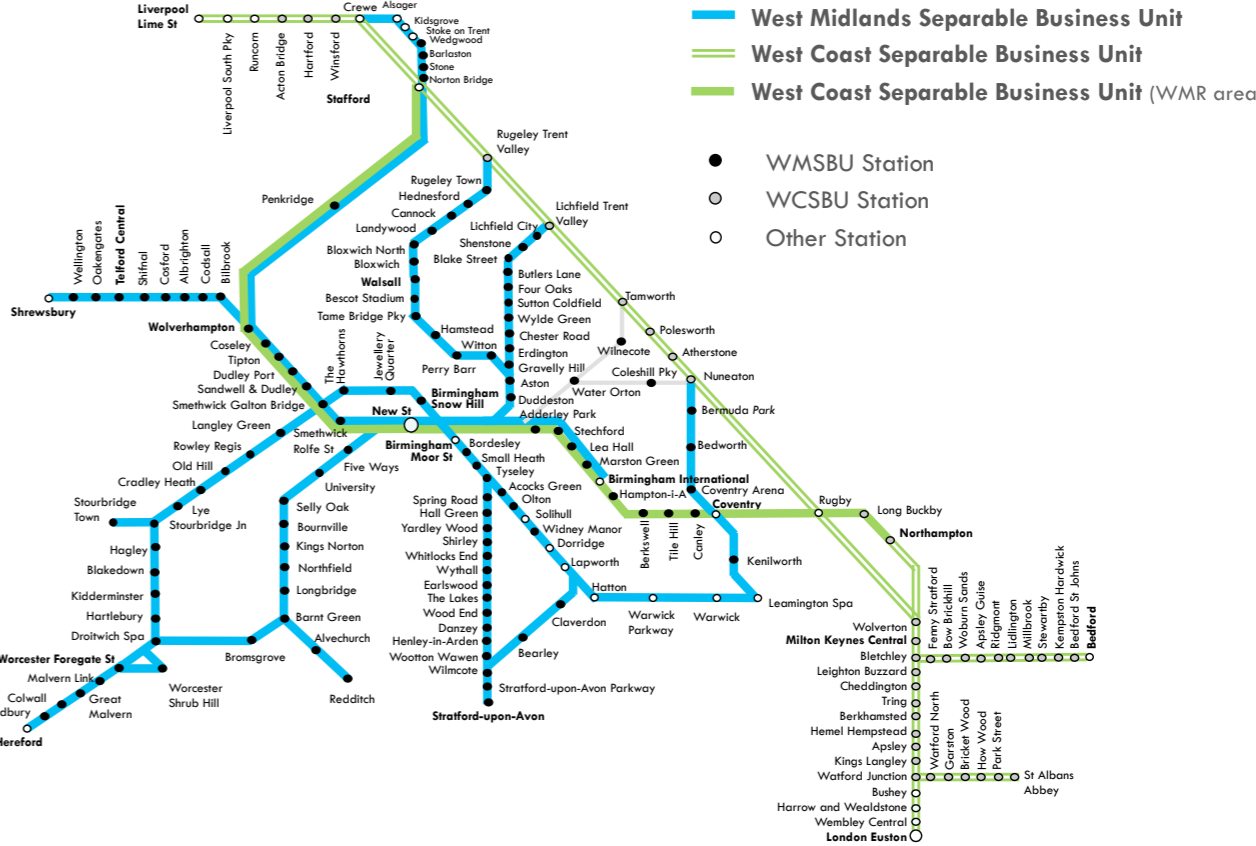 Liverpool
Lime St
Crewe
Alsager
Kidsgrove
Stoke on Trent
Wedgwood
Barlaston
Stone
Norton Bridge
Liverpool South Pky
Runcorn
Acton Bridge
Hartford
Winsford
Stafford
West Midlands Separable Business Unit
West Coast Separable Business Unit
West Coast Separable Business Unit (WMR area
WMSBU Station
WCSBU Station
Other Station
Rugeley Trent
Valley
Rugeley Town
Hednesford
Cannock
Landywood
Bloxwich North
Bloxwich
Walsall
Bescot Stadium
Tame Bridge Pky
Hamstead
Perry Barr
Witton
Penkridge
Lichfield Trent
Valley
Lichfield City
Shenstone
Blake Street
Butlers Lane
Four Oaks
Sutton Coldfield
Wylde Green
Chester Road
Erdington
Gravelly Hill
Aston
Duddeston
Shrewsbury
Wellington
Oakengates
Telford Central
Shifnal
Cosford
Albrighton
Codsall
Bilbrook
Wolverhampton
Coseley
Tipton
Dudley Port
Sandwell & Dudley
Smethwick Galton Bridge
The
Hawthorns
Jewellery
Quarter
Birmingham
Snow Hill
New St
Birmingham
Moor St
Smethwick
Rolfe St
Langley Green
Rowley Regis
Old Hill
Cradley Heath
Lye
Stourbridge
Town
Stourbridge Jn
Hagley
Blakedown
Kidderminster
Hartlebury
Droitwich Spa
Worcester Foregate St
Malvern Link
Colwall
dbury
Great
Malvern
Hereford
Worcester
Shrub Hill
Bromsgrove
Five Ways
University
Selly Oak
Bournville
Kings Norton
Northfield
Longbridge
Barnt Green
Alvechurch
Redditch
Tamworth
Wilnecote
Polesworth
Atherstone
Nuneaton
Coleshill Pky
Water Orton
Bermuda Park
Bedworth
Coventry Arena
Coventry
Adderley Park
Stechford
Lea Hall
Marston Green
Birmingham International
Hampton-i-A
Berkswell
Tile Hill
Canley
Kenilworth
Leamington Spa
Warwick
Warwick
Parkway
Hatton
Bordesley
Small Heath
Tyseley
Acocks Green
Olton
Solihull
Widney Manor
Dorridge
Lapworth
Claverdon
Bearley
Spring Road
Hall Green
Yardley Wood
Shirley
Whitlocks End
Wythall
Earlswood
The Lakes
Wood End
Danzey
Henley-in-Arden
Wootton Wawen
Wilmcote
Stratford-upon-Avon Parkway
Stratford-upon-Avon
Rugby
Long Buckby
Northampton
Wolverton
Milton Keynes Central
Bletchley
Fenny Stratford
Bow Brickhill
Woburn Sands
Apsley Guise
Ridgmont
Lidlington
Millbrook
Stewartby
Kempston Hardwick
Bedford St Johns
Bedford
Leighton Buzzard
Cheddington
Tring
Berkhamsted
Hemel Hempstead
Apsley
Kings Langley
Watford Junction
Watford North
Garston
Bricket Wood
How Wood
Park Street
St Albans
Abbey
Bushey
Harrow and Wealdstone
Wembley Central
London Euston